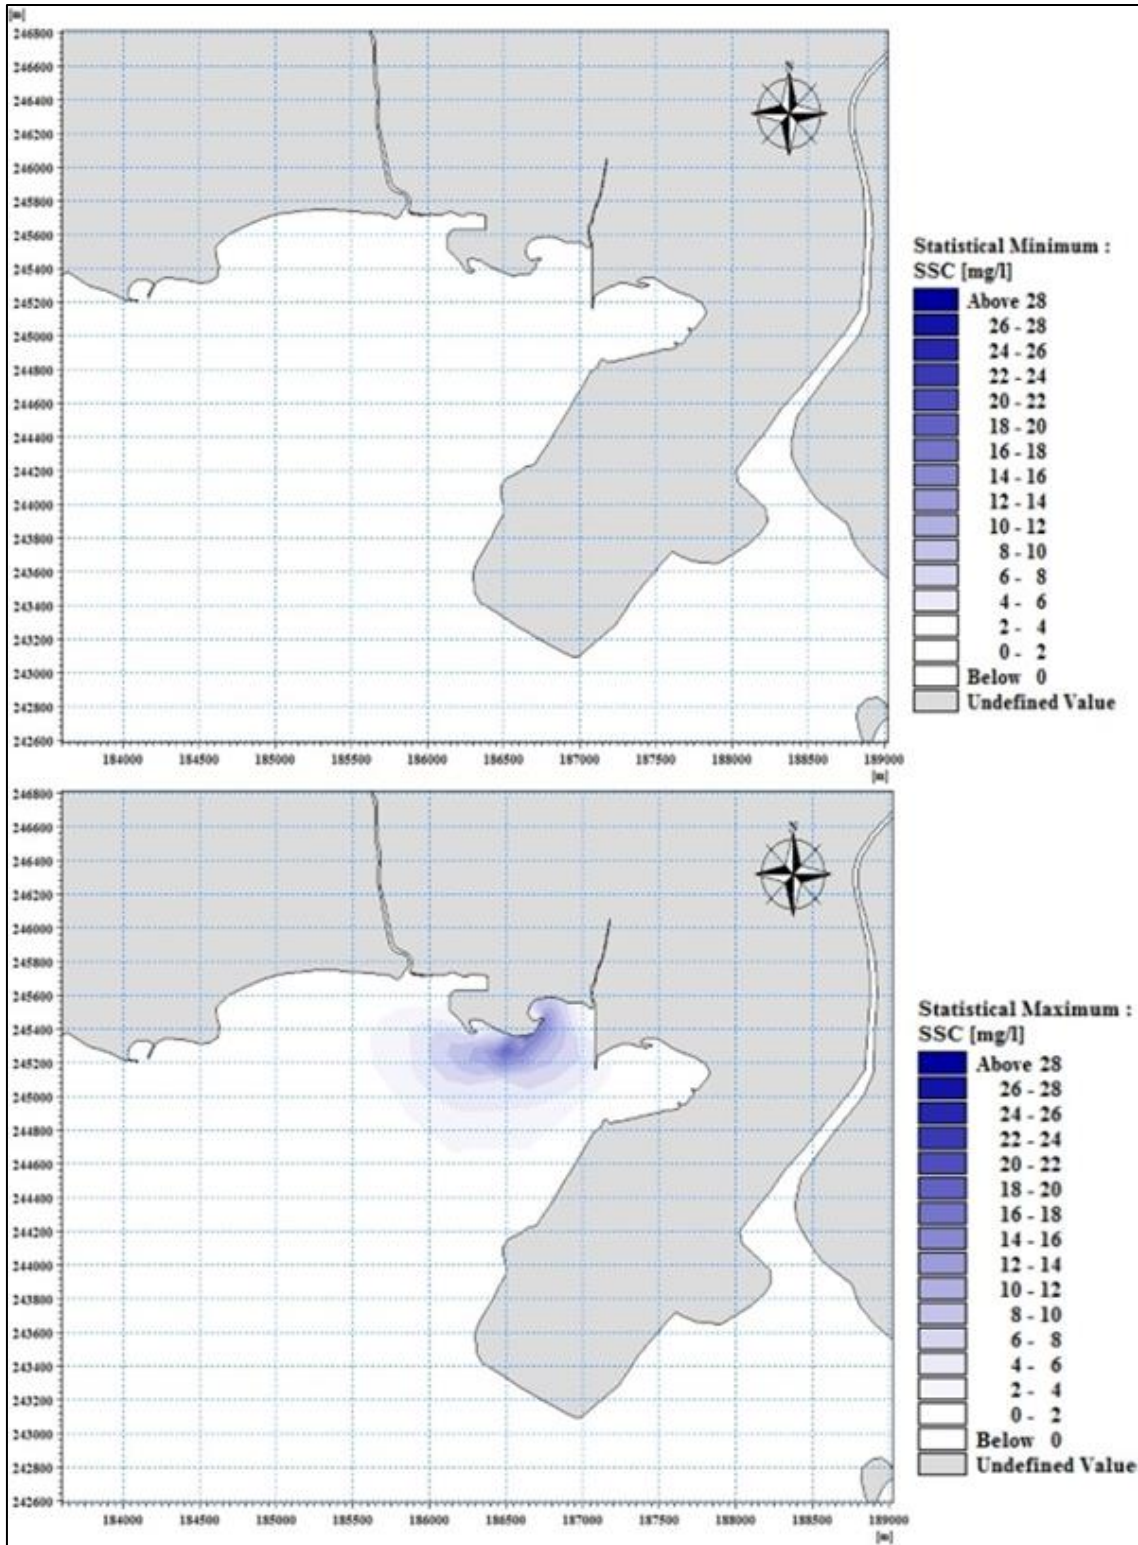 [m]
246800
246600
246400
246200
246000
245800
245600
245400
245200
245000
244800
244600
244400
244200
244000
243800
243600
243400
243200
243000
242800
242600
184000 184500 185000 185500 186000 186500 187000 187500 188000 188500 189000
[m]
N
Statistical Minimum :
SSC [mg/l]
Above 28
26 - 28
24 - 26
22 - 24
20 - 22
18 - 20
16 - 18
14 - 16
12 - 14
10 - 12
8 - 10
6 - 8
4 - 6
2 - 4
0 - 2
Below 0
Undefined Value
246800
246600
246400
246200
246000
245800
245600
245400
245200
245000
244800
244600
244400
244200
244000
243800
243600
243400
243200
243000
242800
242600
184000 184500 185000 185500 186000 186500 187000 187500 188000 188500 189000
[m]
N
Statistical Maximum :
SSC [mg/l]
Above 28
26 - 28
24 - 26
22 - 24
20 - 22
18 - 20
16 - 18
14 - 16
12 - 14
10 - 12
8 - 10
6 - 8
4 - 6
2 - 4
0 - 2
Below 0
Undefined Value